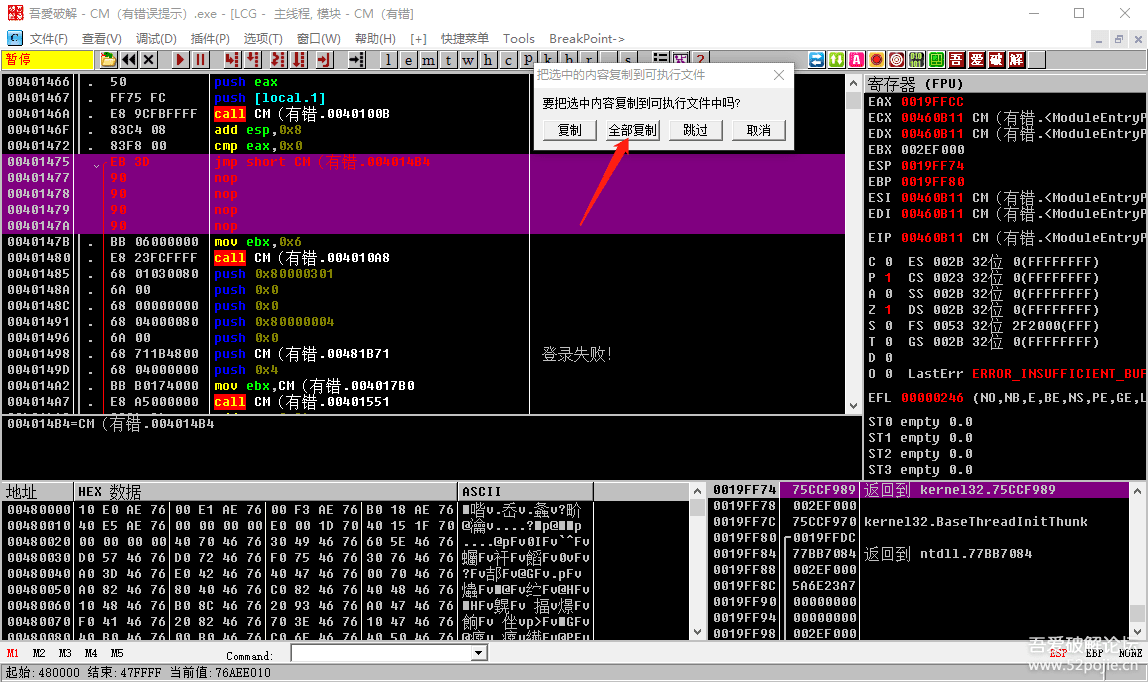 吾爱破解 - CM（有错误提示）.exe - [LCG - 主线程, 模块 - CM（有错]
文件(F) 查看(V) 调试(D) 插件(P) 选项(T) 窗口(W) 帮助(H) [+] 快捷菜单 Tools BreakPoint->
暂停 l e m t w h c p k b r ... s ? 吾 爱 破 解
把选中的内容复制到可执行文件
要把选中内容复制到可执行文件中吗?
复制 全部复制 跳过 取消
00401466 . 50 push eax
00401467 . FF75 FC push [local.1]
0040146A . E8 9CFBFFFF call CM（有错.0040100B
0040146F . 83C4 08 add esp,0x8
00401472 . 83F8 00 cmp eax,0x0
00401475 EB 3D jmp short CM（有错.004014B4
00401477 90 nop
00401478 90 nop
00401479 90 nop
0040147A 90 nop
0040147B . BB 06000000 mov ebx,0x6
00401480 . E8 23FCFFFF call CM（有错.004010A8
00401485 . 68 01030080 push 0x80000301
0040148A . 6A 00 push 0x0
0040148C . 68 00000000 push 0x0
00401491 . 68 04000080 push 0x80000004
00401496 . 6A 00 push 0x0
00401498 . 68 711B4800 push CM（有错.00481B71 登录失败!
0040149D . 68 04000000 push 0x4
004014A2 . BB B0174000 mov ebx,CM（有错.004017B0
004014A7 . E8 A5000000 call CM（有错.00401551
004014B4=CM（有错.004014B4
寄存器 (FPU)
EAX 0019FFCC
ECX 00460B11 CM（有错.<ModuleEntryP
EDX 00460B11 CM（有错.<ModuleEntryP
EBX 002EF000
ESP 0019FF74
EBP 0019FF80
ESI 00460B11 CM（有错.<ModuleEntryP
EDI 00460B11 CM（有错.<ModuleEntryP
EIP 00460B11 CM（有错.<ModuleEntryP
C 0 ES 002B 32位 0(FFFFFFFF)
P 1 CS 0023 32位 0(FFFFFFFF)
A 0 SS 002B 32位 0(FFFFFFFF)
Z 1 DS 002B 32位 0(FFFFFFFF)
S 0 FS 0053 32位 2F2000(FFF)
T 0 GS 002B 32位 0(FFFFFFFF)
D 0
O 0 LastErr ERROR_INSUFFICIENT_BUF
EFL 00000246 (NO,NB,E,BE,NS,PE,GE,L
ST0 empty 0.0
ST1 empty 0.0
ST2 empty 0.0
ST3 empty 0.0
地址 HEX 数据 ASCII
00480000 10 E0 AE 76 00 E1 AE 76 00 F3 AE 76 B0 18 AE 76
00480010 40 E5 AE 76 00 00 00 00 E0 00 1D 70 40 15 1F 70
00480020 00 00 00 00 40 70 46 76 30 49 46 76 60 5E 46 76 ....@pFv0IFv`^Fv
00480030 D0 57 46 76 D0 72 46 76 F0 75 46 76 30 76 46 76
00480040 A0 3D 46 76 E0 42 46 76 40 47 46 76 00 70 46 76
00480050 A0 82 46 76 80 40 46 76 C0 82 46 76 40 48 46 76
00480060 10 48 46 76 B0 8C 46 76 20 93 46 76 A0 47 46 76
00480070 F0 41 46 76 20 82 46 76 70 3E 46 76 10 47 46 76
00480080 40 B0 46 76 00 B0 46 76 C0 6F 46 76 40 50 46 76
0019FF74 75CCF989 返回到 kernel32.75CCF989
0019FF78 002EF000
0019FF7C 75CCF970 kernel32.BaseThreadInitThunk
0019FF80 0019FFDC
0019FF84 77BB7084 返回到 ntdll.77BB7084
0019FF88 002EF000
0019FF8C 5A6E23A7
0019FF90 00000000
0019FF94 00000000
0019FF98 002EF000
M1 M2 M3 M4 M5 Command: ESP EBP NONE
起始: 480000 结束: 47FFFF 当前值: 76AEE010
吾爱破解论坛
www.52pojie.cn